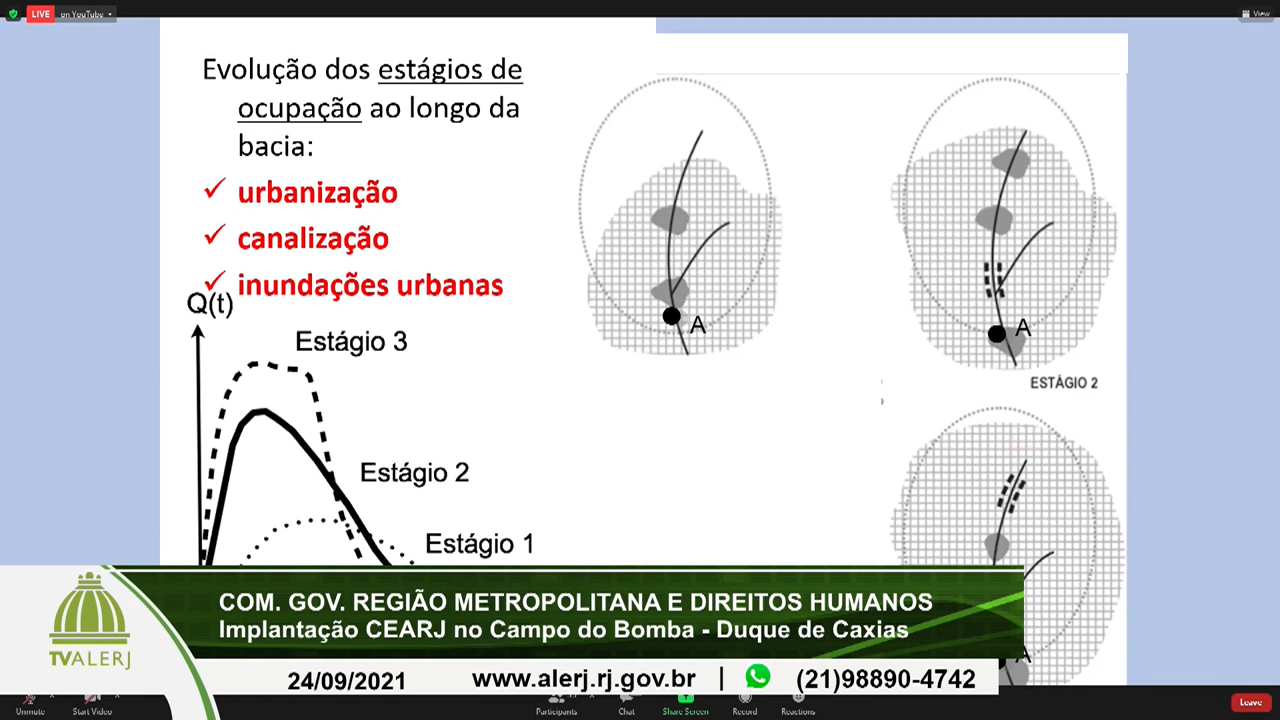 LIVE on YouTube
View
Evolução dos estágios de
ocupação ao longo da
bacia:
✓ urbanização
✓ canalização
✓ inundações urbanas
Q(t)
Estágio 3
Estágio 2
Estágio 1
A
A
ESTÁGIO 2
A
COM. GOV. REGIÃO METROPOLITANA E DIREITOS HUMANOS
Implantação CEARJ no Campo do Bomba - Duque de Caxias
TVALERJ
24/09/2021
www.alerj.rj.gov.br | (21)98890-4742
Unmute
Start Video
Participants
Chat
Share Screen
Record
Reactions
Leave